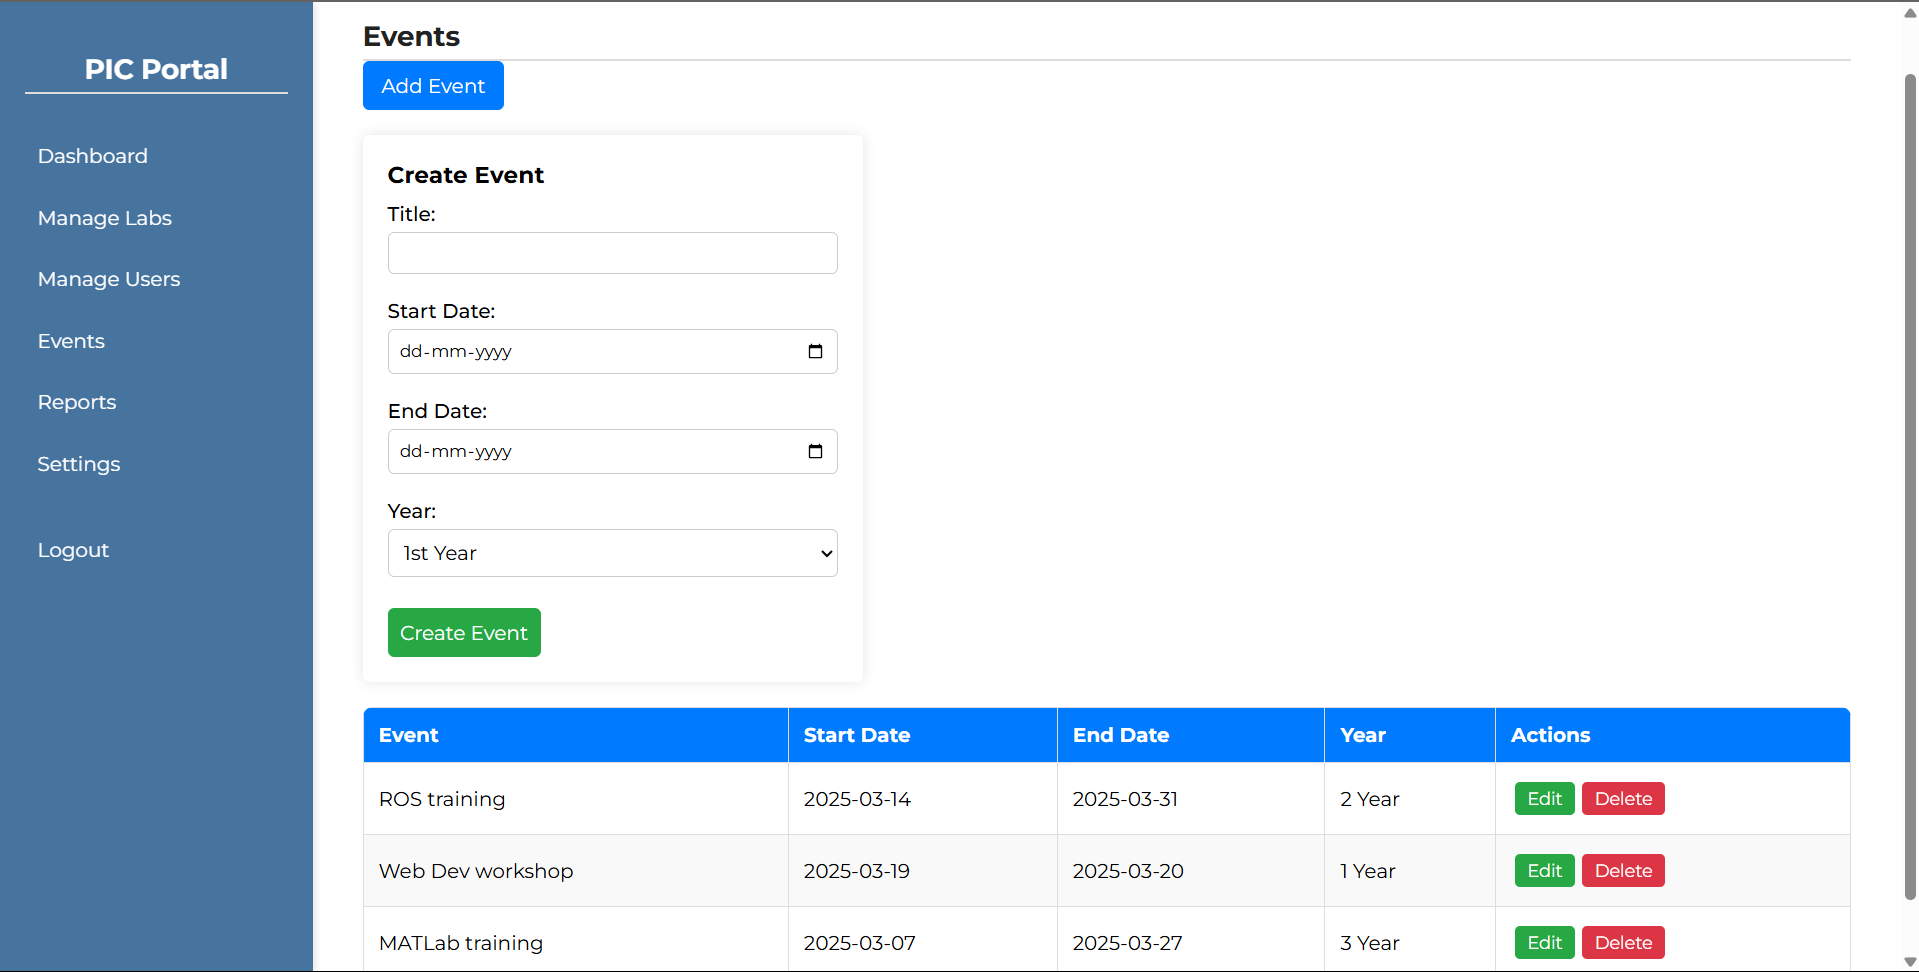 PIC Portal
Dashboard
Manage Labs
Manage Users
Events
Reports
Settings
Logout
Events
Add Event
Create Event
Title:
Start Date:
dd-mm-yyyy
End Date:
dd-mm-yyyy
Year:
1st Year
Create Event
Event Start Date End Date Year Actions
ROS training 2025-03-14 2025-03-31 2 Year Edit Delete
Web Dev workshop 2025-03-19 2025-03-20 1 Year Edit Delete
MATLab training 2025-03-07 2025-03-27 3 Year Edit Delete